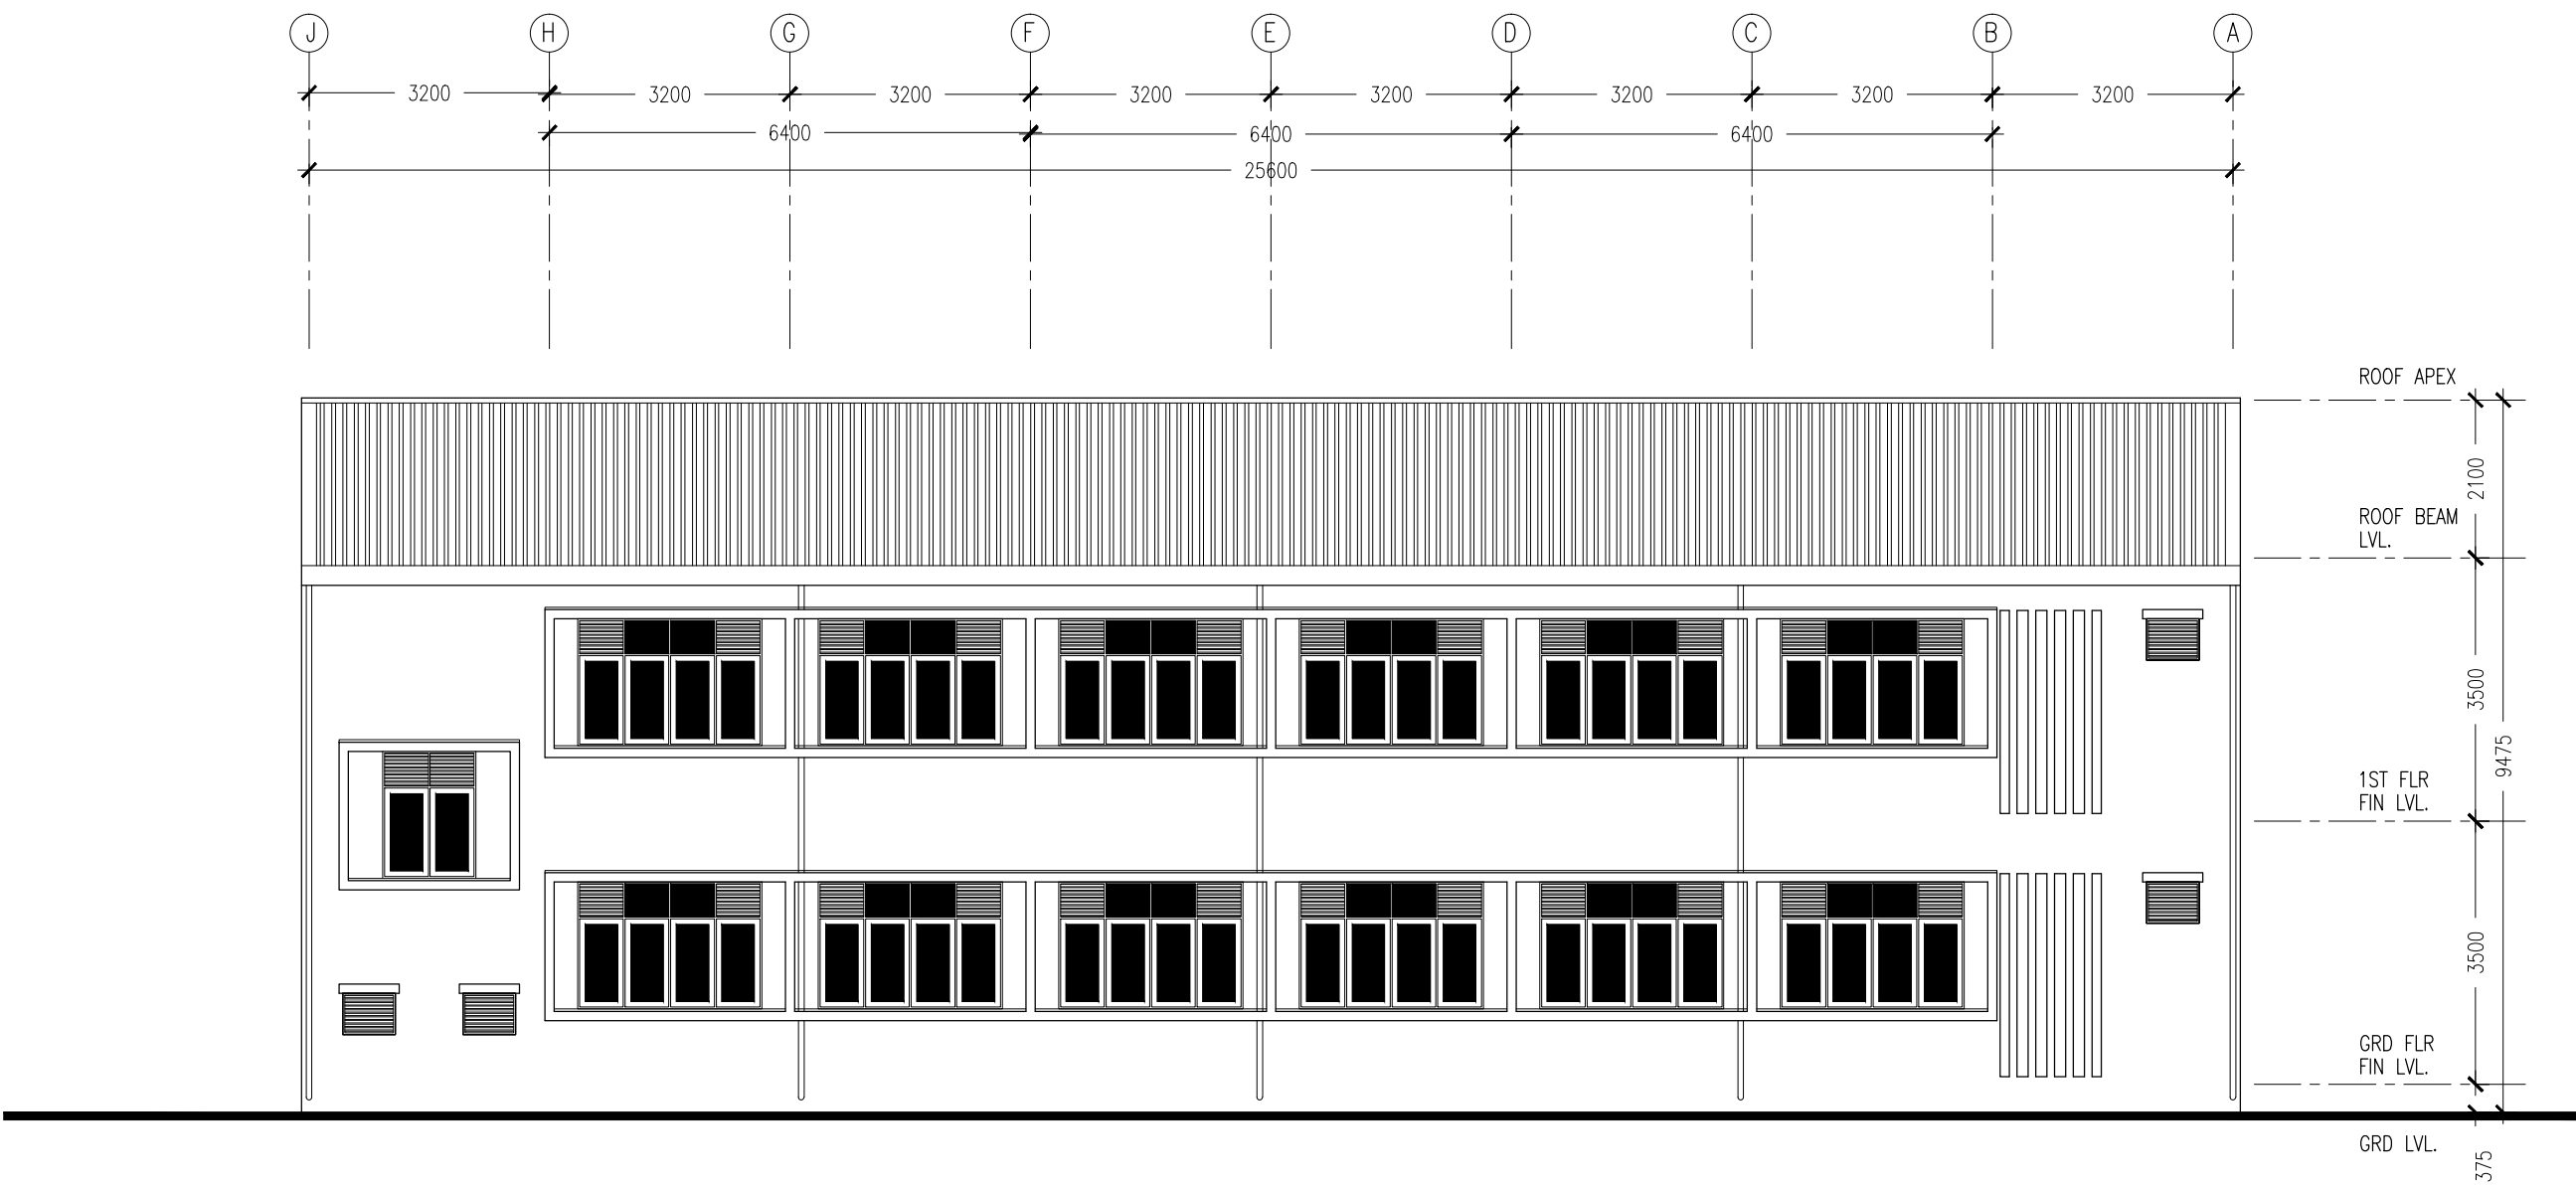 J H G F E D C B A
3200 3200 3200 3200 3200 3200 3200 3200
6400 6400 6400
25600
ROOF APEX
2100
ROOF BEAM
LVL.
3500
9475
1ST FLR
FIN LVL.
3500
GRD FLR
FIN LVL.
GRD LVL.
375